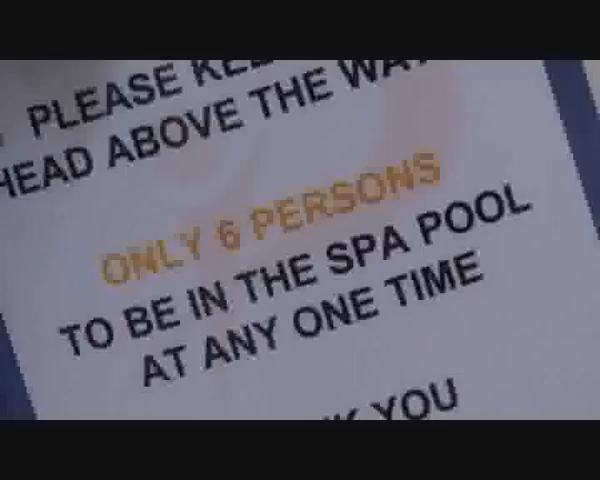 PLEASE
HEAD ABOVE THE
ONLY 6 PERSONS
TO BE IN THE SPA POOL
AT ANY ONE TIME
YOU